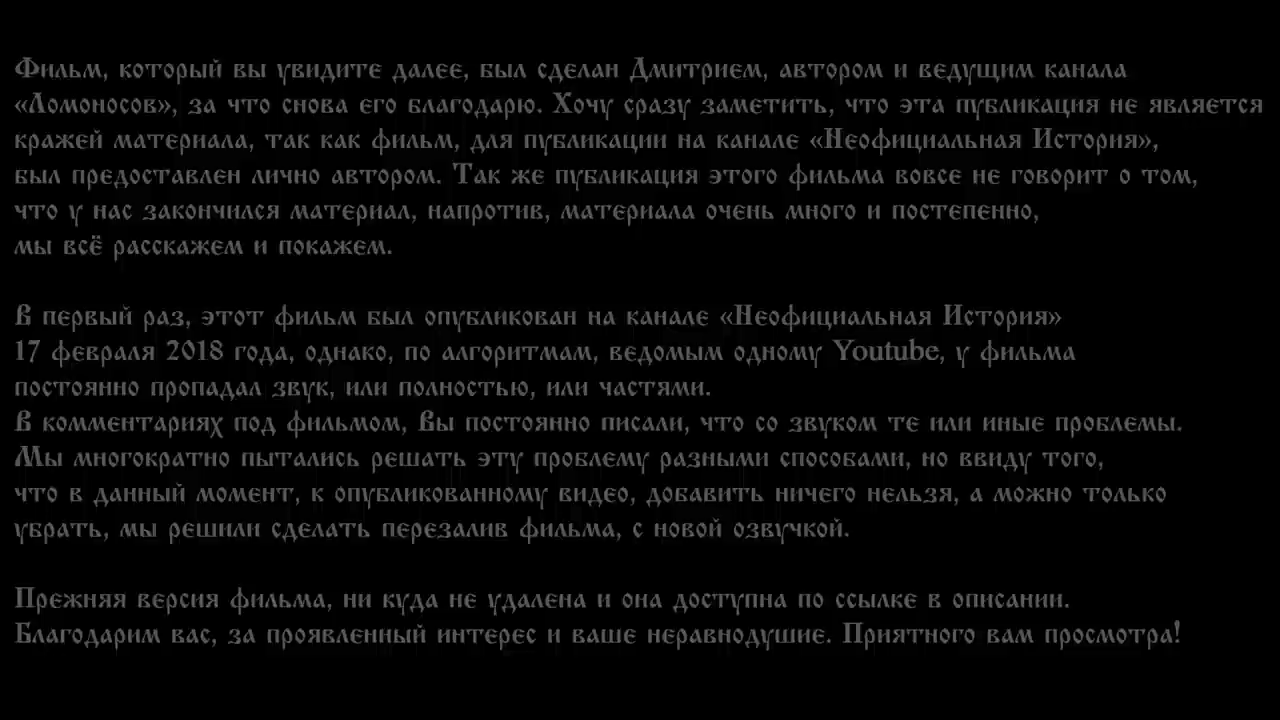 Фильм, который вы увидите далее, был сделан Дмитрием, автором и ведущим канала
«Ломоносов», за что снова его благодарю. Хочу сразу заметить, что эта публикация не является
кражей материала, так как фильм, для публикации на канале «Неофициальная История»,
был предоставлен лично автором. Так же публикация этого фильма вовсе не говорит о том,
что у нас закончился материал, напротив, материала очень много и постепенно,
мы всё расскажем и покажем.
В первый раз, этот фильм был опубликован на канале «Неофициальная История»
17 февраля 2018 года, однако, по алгоритмам, ведомым одному Youtube, у фильма
постоянно пропадал звук, или полностью, или частями.
В комментариях под фильмом, Вы постоянно писали, что со звуком те или иные проблемы.
Мы многократно пытались решать эту проблему разными способами, но ввиду того,
что в данный момент, к опубликованному видео, добавить ничего нельзя, а можно только
убрать, мы решили сделать перезалив фильма, с новой озвучкой.
Прежняя версия фильма, ни куда не удалена и она доступна по ссылке в описании.
Благодарим вас, за проявленный интерес и ваше неравнодушие. Приятного вам просмотра!